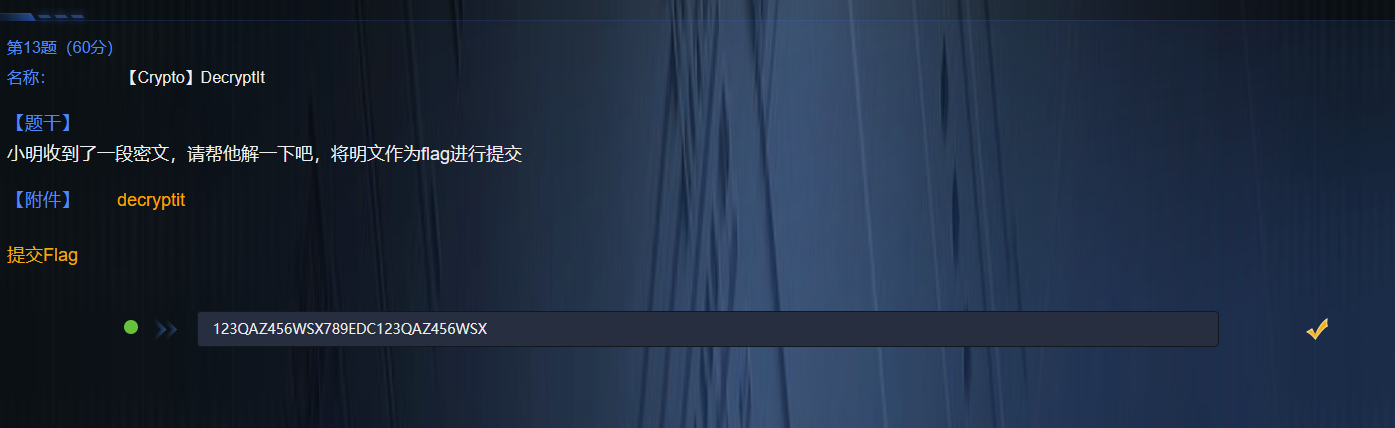 第13题（60分）
名称： 【Crypto】DecryptIt
【题干】
小明收到了一段密文，请帮他解一下吧，将明文作为flag进行提交
【附件】 decryptit
提交Flag
123QAZ456WSX789EDC123QAZ456WSX